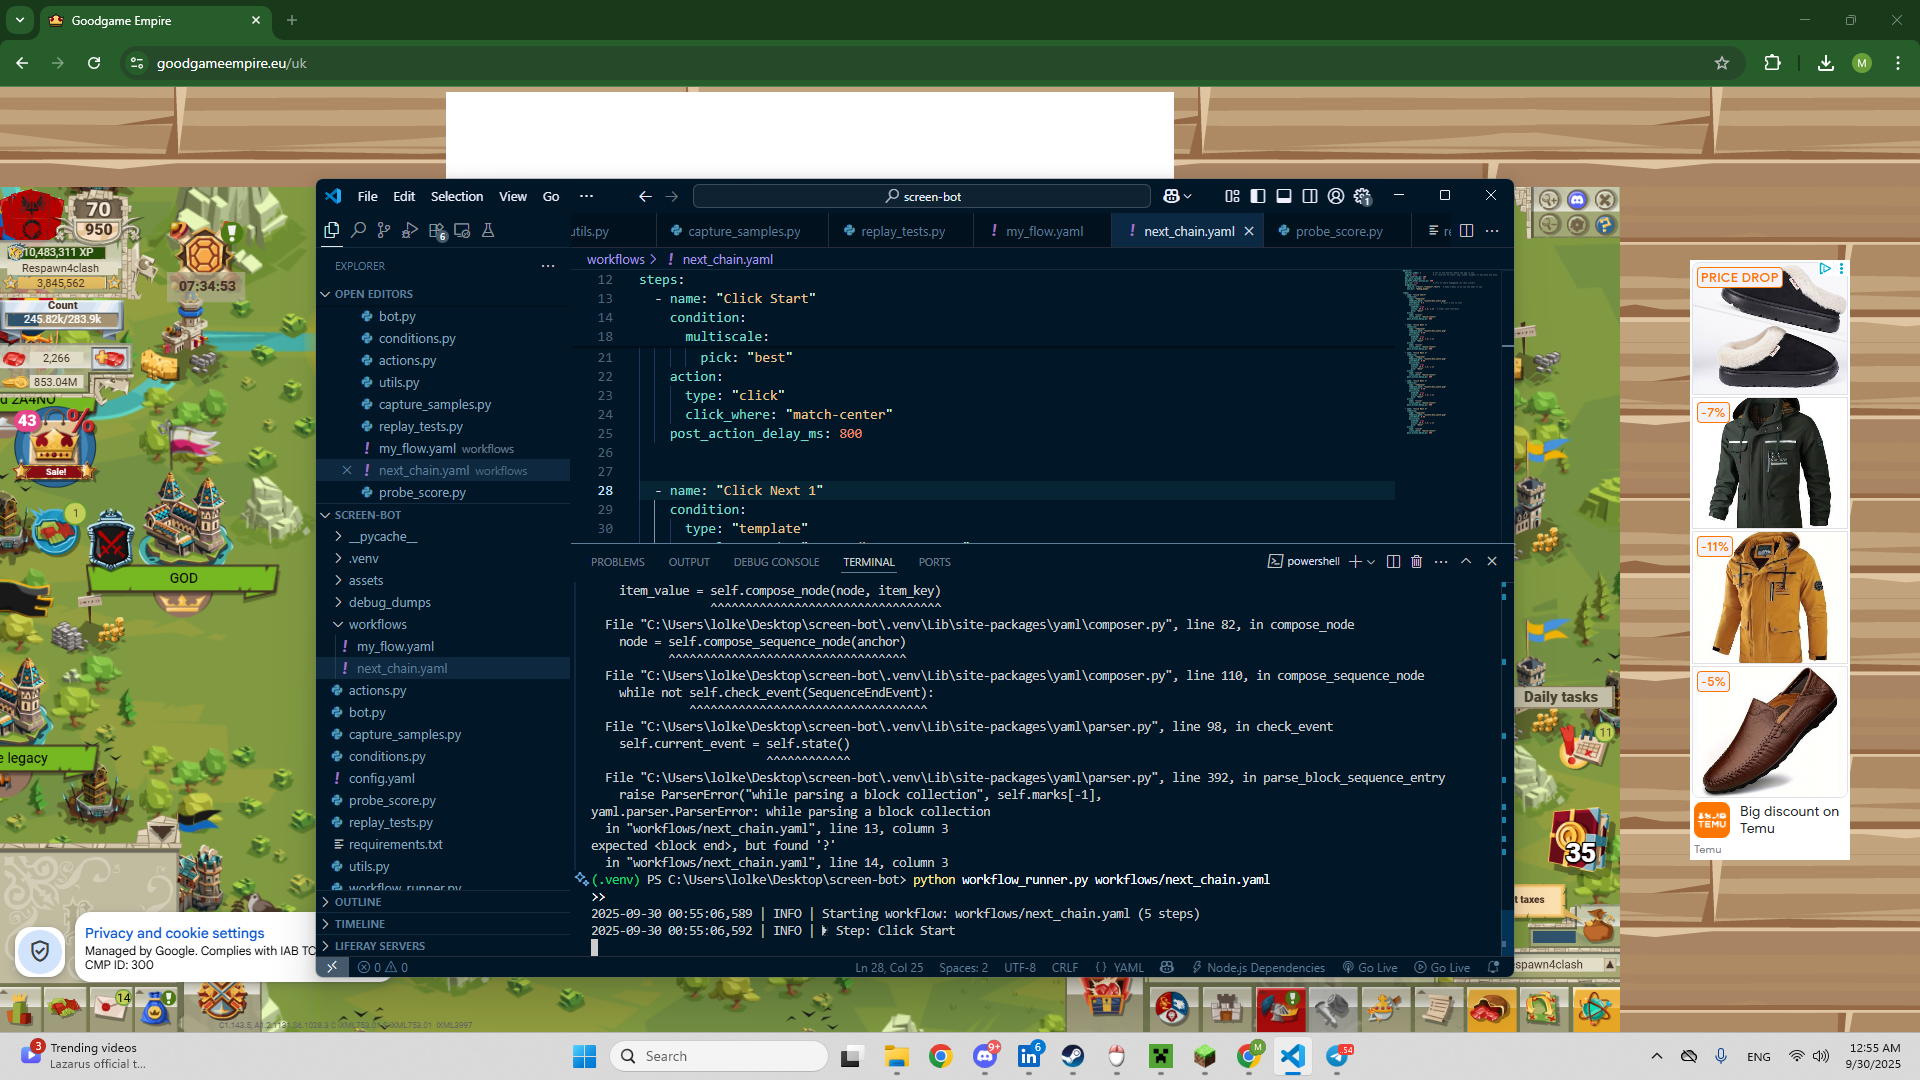 Goodgame Empire
goodgameempire.eu/uk
M
70
950
10,483,311 XP
Respawn4clash
3,845,562
Count
245.82k/283.9k
2,266
853.04M
07:34:53
43
%
Sale!
1
GOD
e legacy
Privacy and cookie settings
Managed by Google. Complies with IAB TC
CMP ID: 300
14
File Edit Selection View Go ···
screen-bot
utils.py
capture_samples.py
replay_tests.py
! my_flow.yaml
! next_chain.yaml
probe_score.py
EXPLORER
OPEN EDITORS
bot.py
conditions.py
actions.py
utils.py
capture_samples.py
replay_tests.py
! my_flow.yaml workflows
! next_chain.yaml workflows
probe_score.py
SCREEN-BOT
__pycache__
.venv
assets
debug_dumps
workflows
! my_flow.yaml
! next_chain.yaml
actions.py
bot.py
capture_samples.py
conditions.py
! config.yaml
probe_score.py
replay_tests.py
requirements.txt
utils.py
workflow_runner.py
OUTLINE
TIMELINE
LIFERAY SERVERS
6
1
workflows > ! next_chain.yaml
12 steps:
13 - name: "Click Start"
14 condition:
18 multiscale:
21 pick: "best"
22 action:
23 type: "click"
24 click_where: "match-center"
25 post_action_delay_ms: 800
26
27
28 - name: "Click Next 1"
29 condition:
30 type: "template"
PROBLEMS OUTPUT DEBUG CONSOLE TERMINAL PORTS
powershell
item_value = self.compose_node(node, item_key)
^^^^^^^^^^^^^^^^^^^^^^^^^^^^^^^^^
File "C:\Users\lolke\Desktop\screen-bot\.venv\Lib\site-packages\yaml\composer.py", line 82, in compose_node
node = self.compose_sequence_node(anchor)
^^^^^^^^^^^^^^^^^^^^^^^^^^^^^^^^^^
File "C:\Users\lolke\Desktop\screen-bot\.venv\Lib\site-packages\yaml\composer.py", line 110, in compose_sequence_node
while not self.check_event(SequenceEndEvent):
^^^^^^^^^^^^^^^^^^^^^^^^^^^^^^^^^^
File "C:\Users\lolke\Desktop\screen-bot\.venv\Lib\site-packages\yaml\parser.py", line 98, in check_event
self.current_event = self.state()
^^^^^^^^^^^^
File "C:\Users\lolke\Desktop\screen-bot\.venv\Lib\site-packages\yaml\parser.py", line 392, in parse_block_sequence_entry
raise ParserError("while parsing a block collection", self.marks[-1],
yaml.parser.ParserError: while parsing a block collection
in "workflows/next_chain.yaml", line 13, column 3
expected <block end>, but found '?'
in "workflows/next_chain.yaml", line 14, column 3
(.venv) PS C:\Users\lolke\Desktop\screen-bot> python workflow_runner.py workflows/next_chain.yaml
>>
2025-09-30 00:55:06,589 | INFO | Starting workflow: workflows/next_chain.yaml (5 steps)
2025-09-30 00:55:06,592 | INFO | Step: Click Start
0 0
Ln 28, Col 25 Spaces: 2 UTF-8 CRLF { } YAML Node.js Dependencies Go Live Go Live
Daily tasks
11
35
t taxes
spawn4clash
PRICE DROP
-7%
-11%
-5%
TEMU
Big discount on
Temu
Temu
3
Trending videos
Lazarus official t...
Search
9+
6
M
54
ENG
12:55 AM
9/30/2025